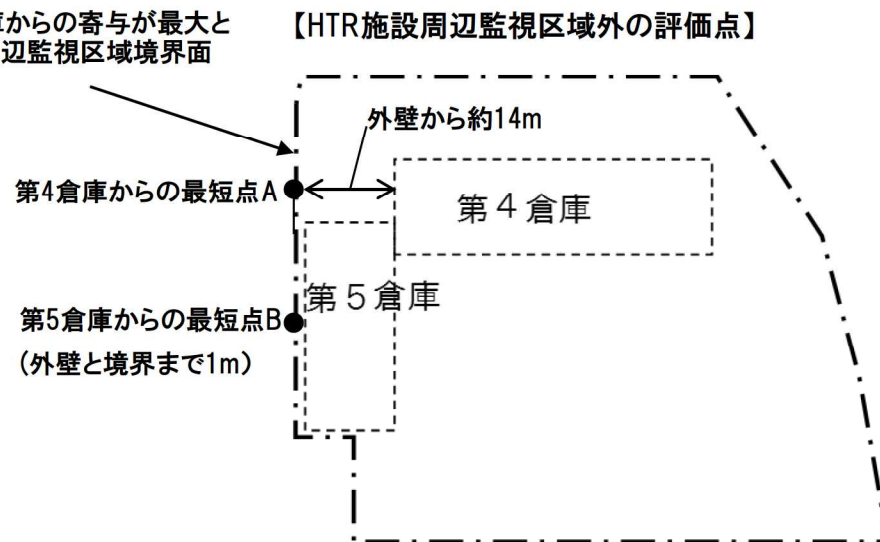 からの寄与が最大と
辺監視区域境界面
【HTR施設周辺監視区域外の評価点】
外壁から約14m
第4倉庫からの最短点A
第４倉庫
第５倉庫
第5倉庫からの最短点B
(外壁と境界まで1m)